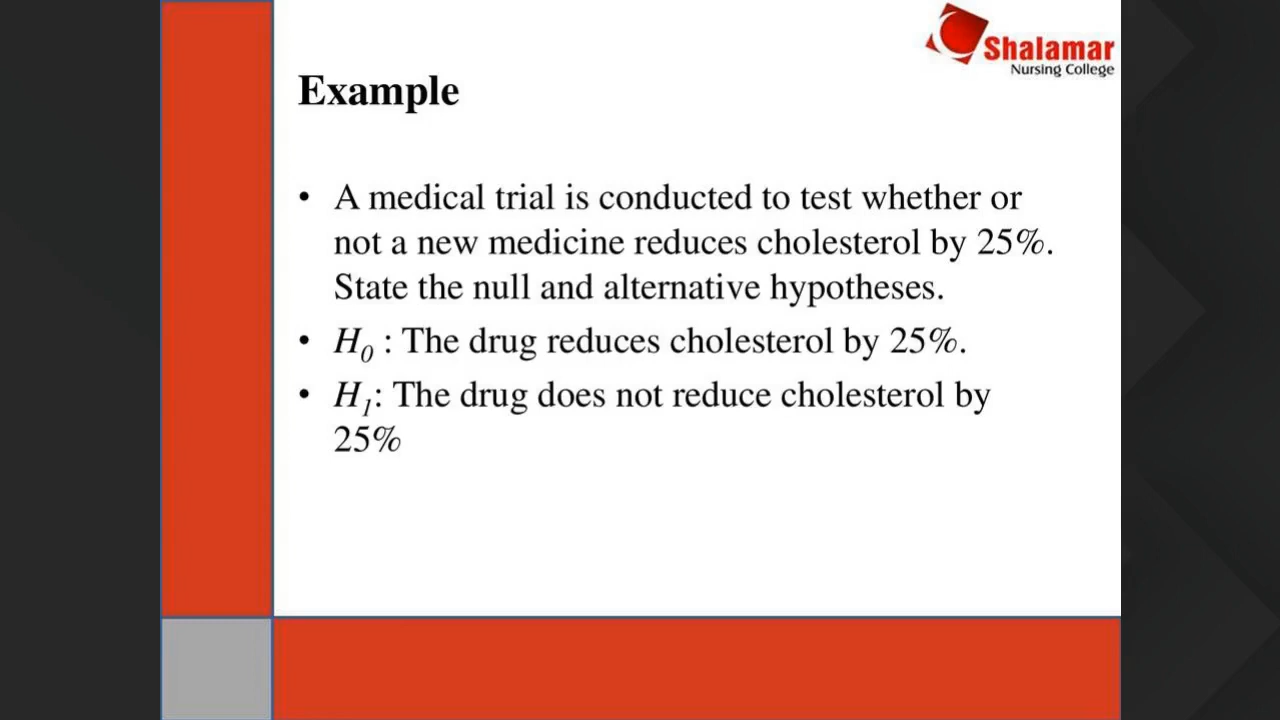 Shalamar
Nursing College
Example
• A medical trial is conducted to test whether or
not a new medicine reduces cholesterol by 25%.
State the null and alternative hypotheses.
• H₀ : The drug reduces cholesterol by 25%.
• H₁: The drug does not reduce cholesterol by
25%